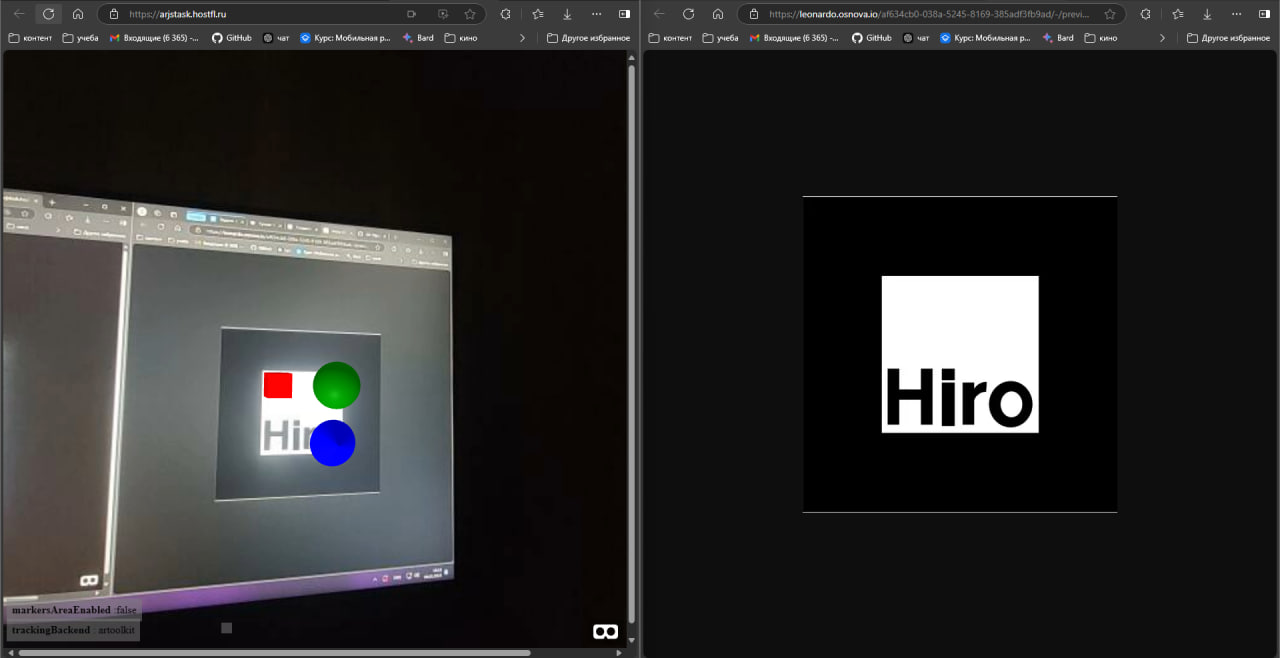 https://arjstask.hostfl.ru
контент
учеба
Входящие (6 365) -...
GitHub
чат
Курс: Мобильная р...
Bard
кино
Другое избранное
Hir
markersAreaEnabled :false
trackingBackend : artoolkit
https://leonardo.osnova.io/af634cb0-038a-5245-8169-385adf3fb9ad/-/previ...
контент
учеба
Входящие (6 365) -...
GitHub
чат
Курс: Мобильная р...
Bard
кино
Другое избранное
Hiro